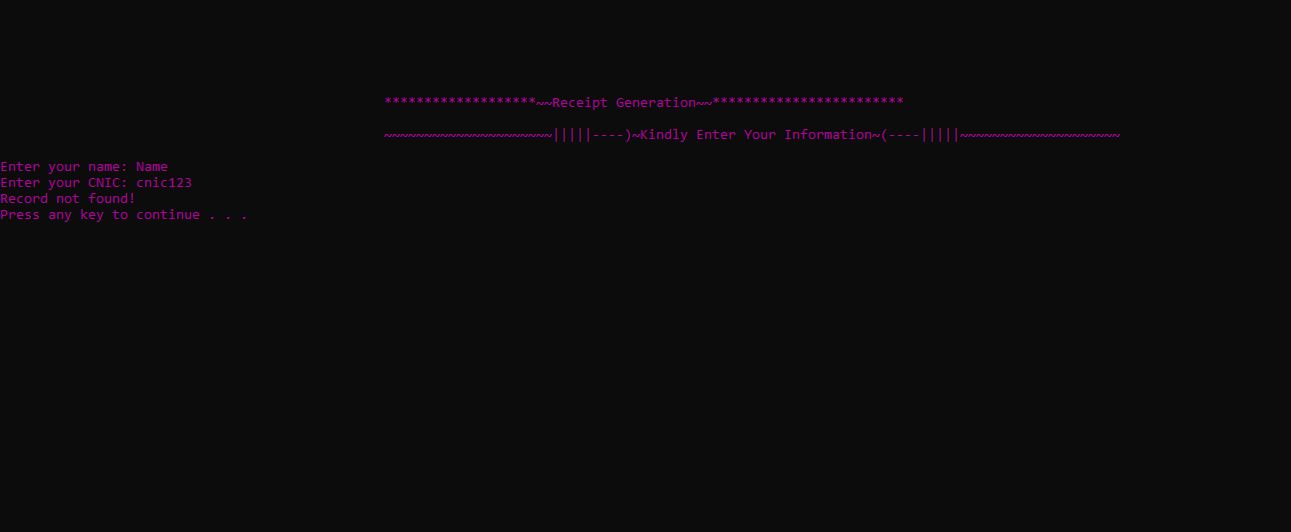 *******************~~Receipt Generation~~************************
~~~~~~~~~~~~~~~~~~~~~|||||----)~Kindly Enter Your Information~(----|||||~~~~~~~~~~~~~~~~~~~~
Enter your name: Name
Enter your CNIC: cnic123
Record not found!
Press any key to continue . . .